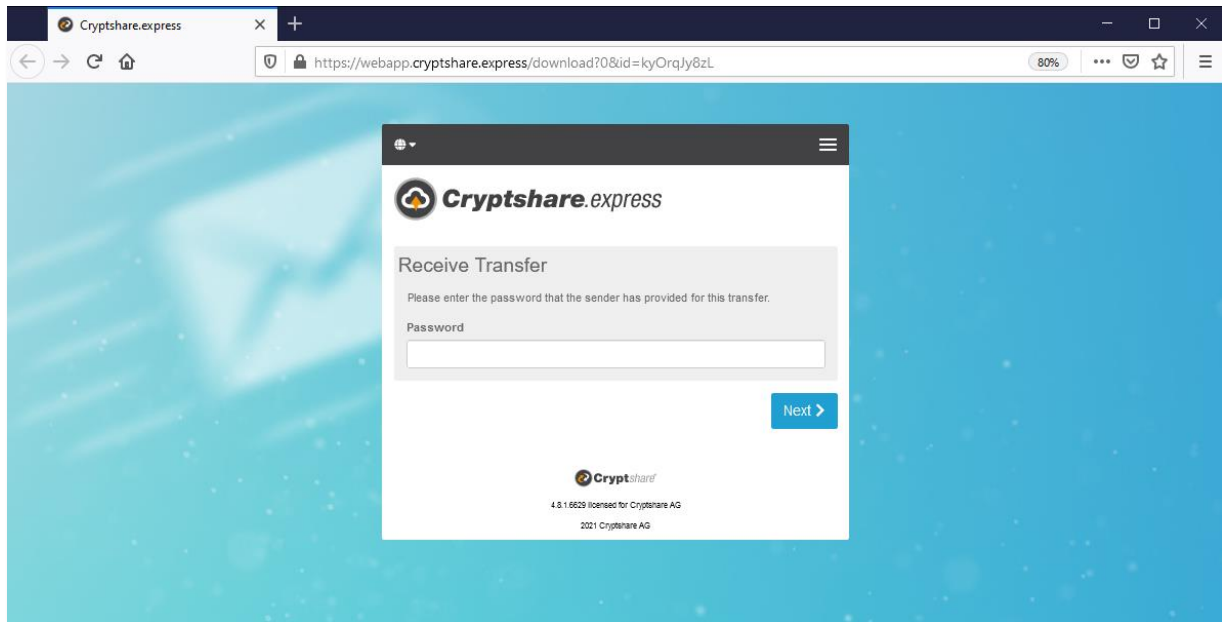 Cryptshare.express
https://webapp.cryptshare.express/download?0&id=kyOrqJy8zL
80%
Cryptshare.express
Receive Transfer
Please enter the password that the sender has provided for this transfer.
Password
Next
Cryptshare
4.8.1.6629 licensed for Cryptshare AG
2021 Cryptshare AG